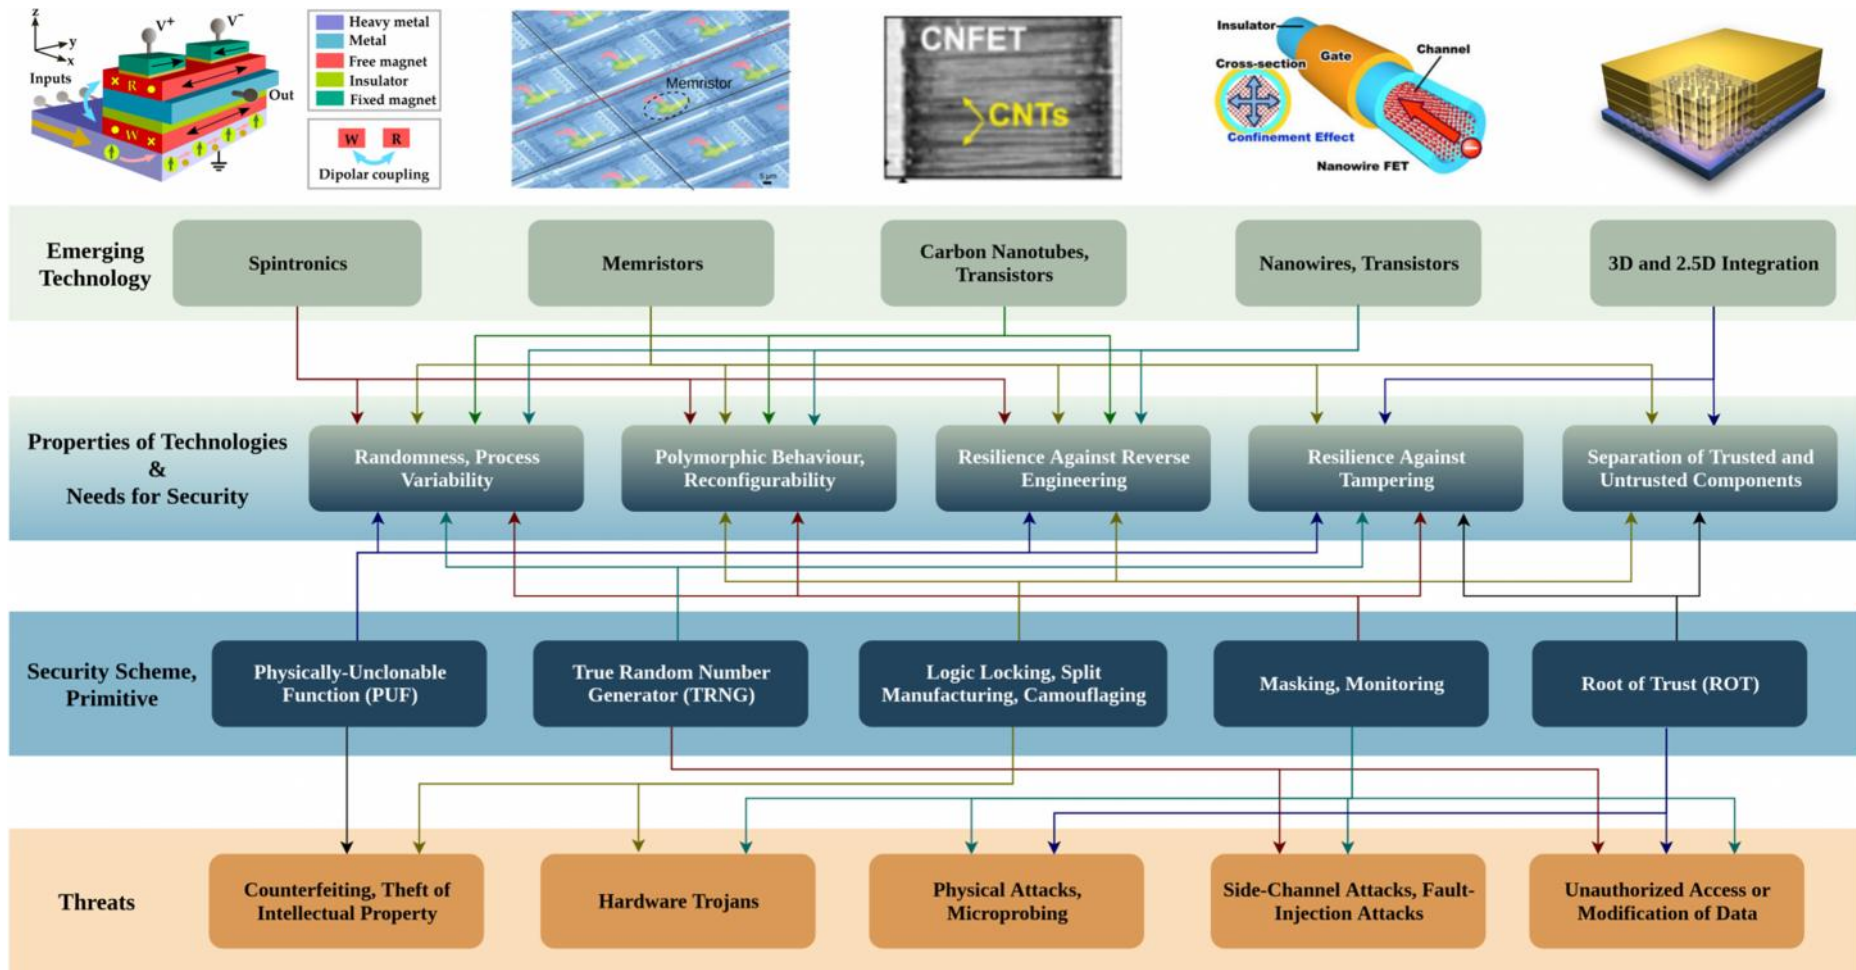 z
y
x
V+
V-
Inputs
R
W
Out
Heavy metal
Metal
Free magnet
Insulator
Fixed magnet
W R
Dipolar coupling
Memristor
5 μm
CNFET
CNTs
Insulator
Gate
Channel
Cross-section
Confinement Effect
Nanowire FET
Emerging
Technology
Spintronics
Memristors
Carbon Nanotubes,
Transistors
Nanowires, Transistors
3D and 2.5D Integration
Properties of Technologies
&
Needs for Security
Randomness, Process
Variability
Polymorphic Behaviour,
Reconfigurability
Resilience Against Reverse
Engineering
Resilience Against
Tampering
Separation of Trusted and
Untrusted Components
Security Scheme,
Primitive
Physically-Unclonable
Function (PUF)
True Random Number
Generator (TRNG)
Logic Locking, Split
Manufacturing, Camouflaging
Masking, Monitoring
Root of Trust (ROT)
Threats
Counterfeiting, Theft of
Intellectual Property
Hardware Trojans
Physical Attacks,
Microprobing
Side-Channel Attacks, Fault-
Injection Attacks
Unauthorized Access or
Modification of Data